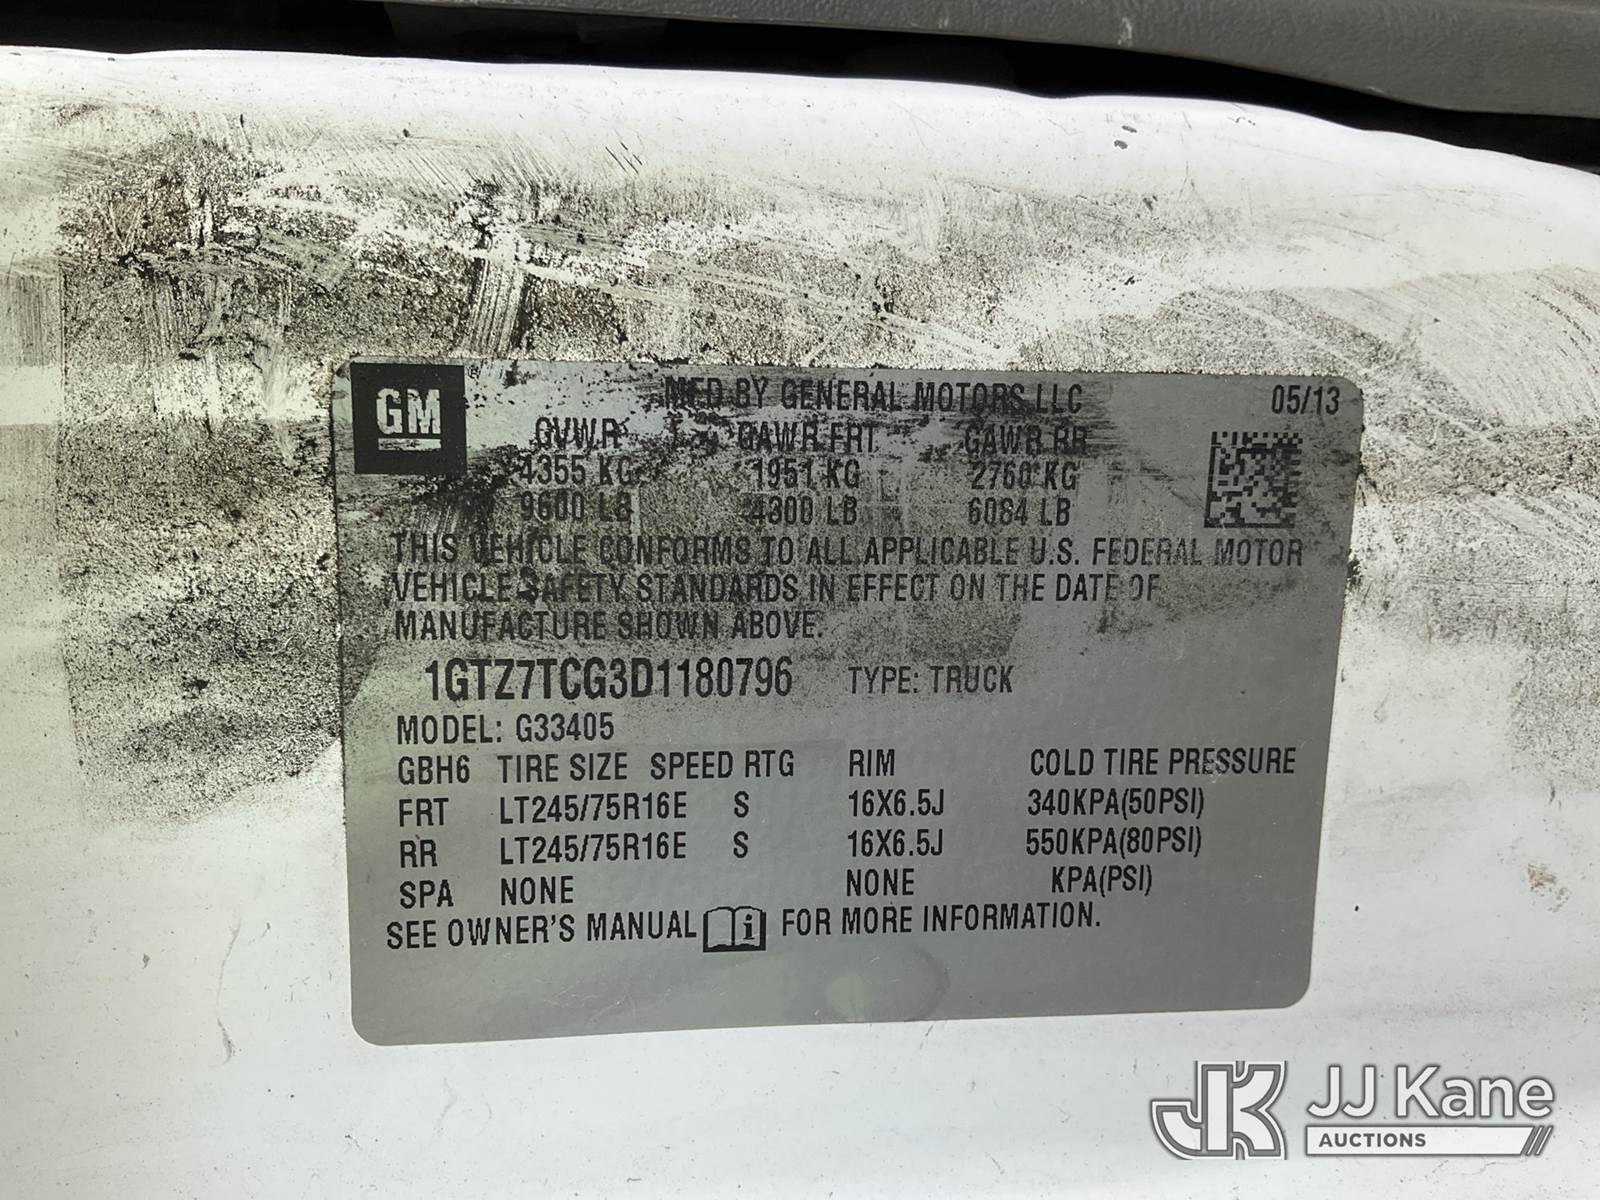 GM ®
MFD BY GENERAL MOTORS LLC 05/13
GVWR GAWR FRT GAWR RR
4355 KG 1951 KG 2760 KG
9600 LB 4300 LB 6084 LB
THIS VEHICLE CONFORMS TO ALL APPLICABLE U.S. FEDERAL MOTOR
VEHICLE SAFETY STANDARDS IN EFFECT ON THE DATE OF
MANUFACTURE SHOWN ABOVE.
1GTZ7TCG3D1180796 TYPE: TRUCK
MODEL: G33405
GBH6 TIRE SIZE SPEED RTG RIM COLD TIRE PRESSURE
FRT LT245/75R16E S 16X6.5J 340KPA(50PSI)
RR LT245/75R16E S 16X6.5J 550KPA(80PSI)
SPA NONE NONE KPA(PSI)
SEE OWNER'S MANUAL i FOR MORE INFORMATION.
JK JJ Kane
AUCTIONS